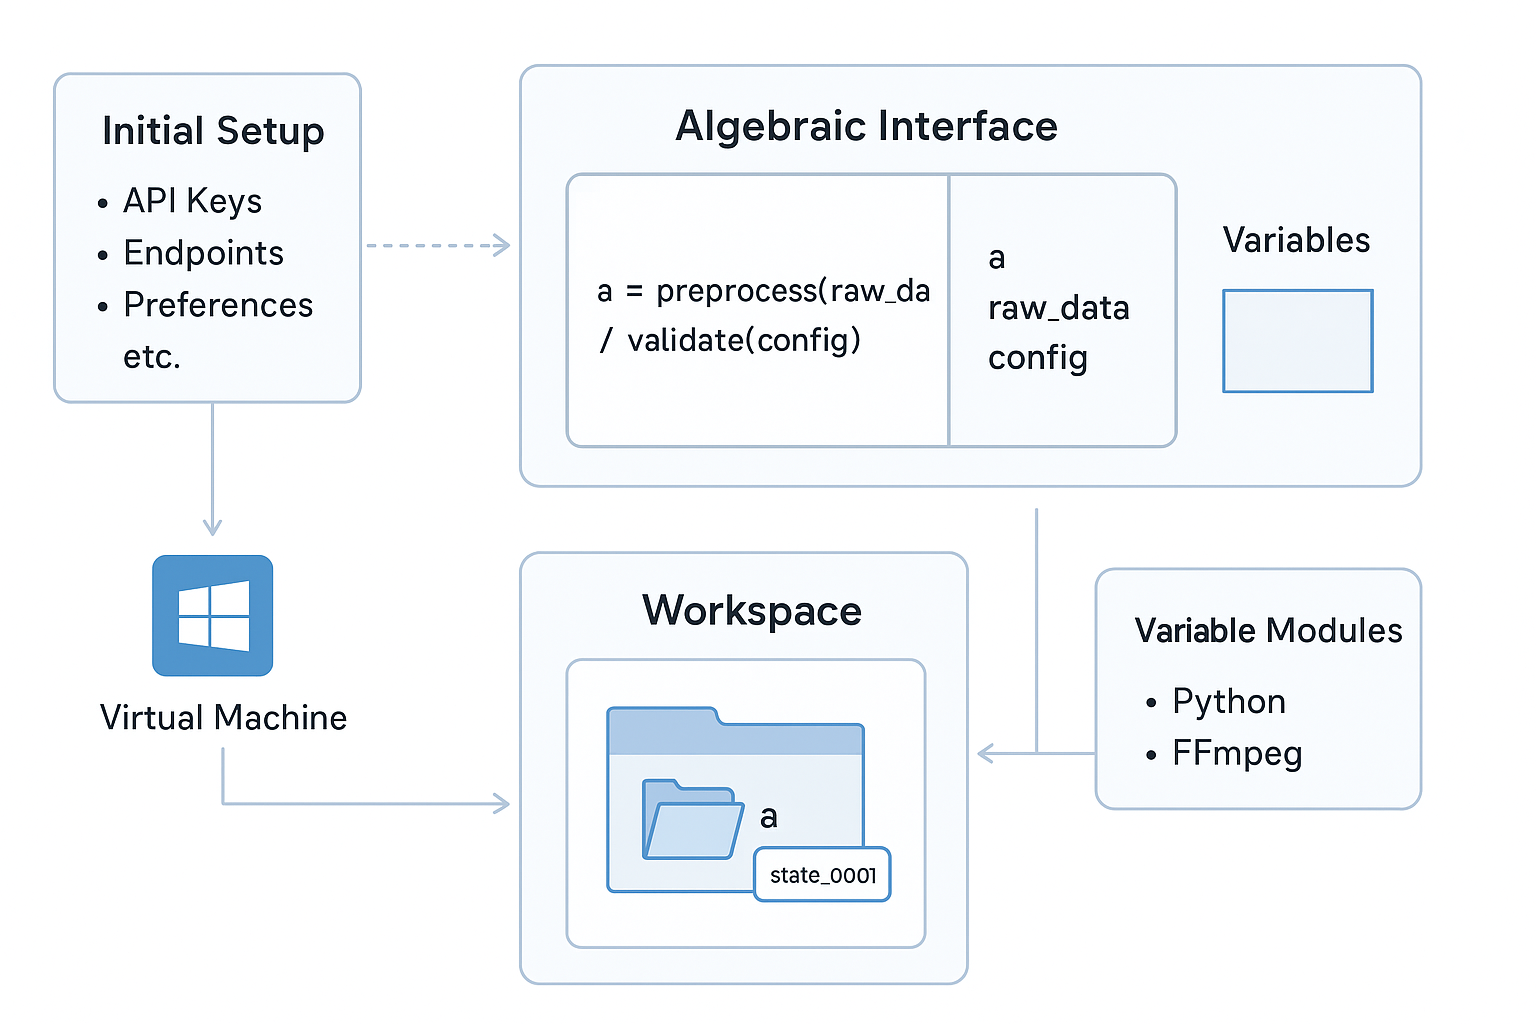 Initial Setup
• API Keys
• Endpoints
• Preferences
etc.
Algebraic Interface
a = preprocess(raw_da
/ validate(config)
a
raw_data
config
Variables
Virtual Machine
Workspace
a
state_0001
Variable Modules
• Python
• FFmpeg